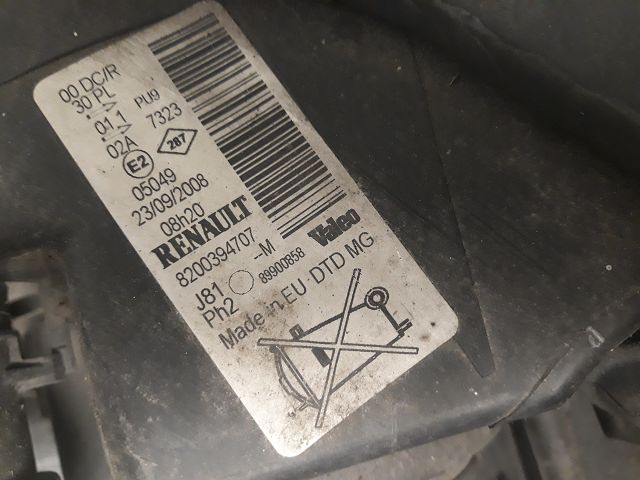 00 DC/R
30 PL
01 1 PU9
02A 7323
E2 287
05049
23/09/2008
08h20
RENAULT
8200394707
J81 -M Valeo
Ph2 89900858
Made in EU DTD MG